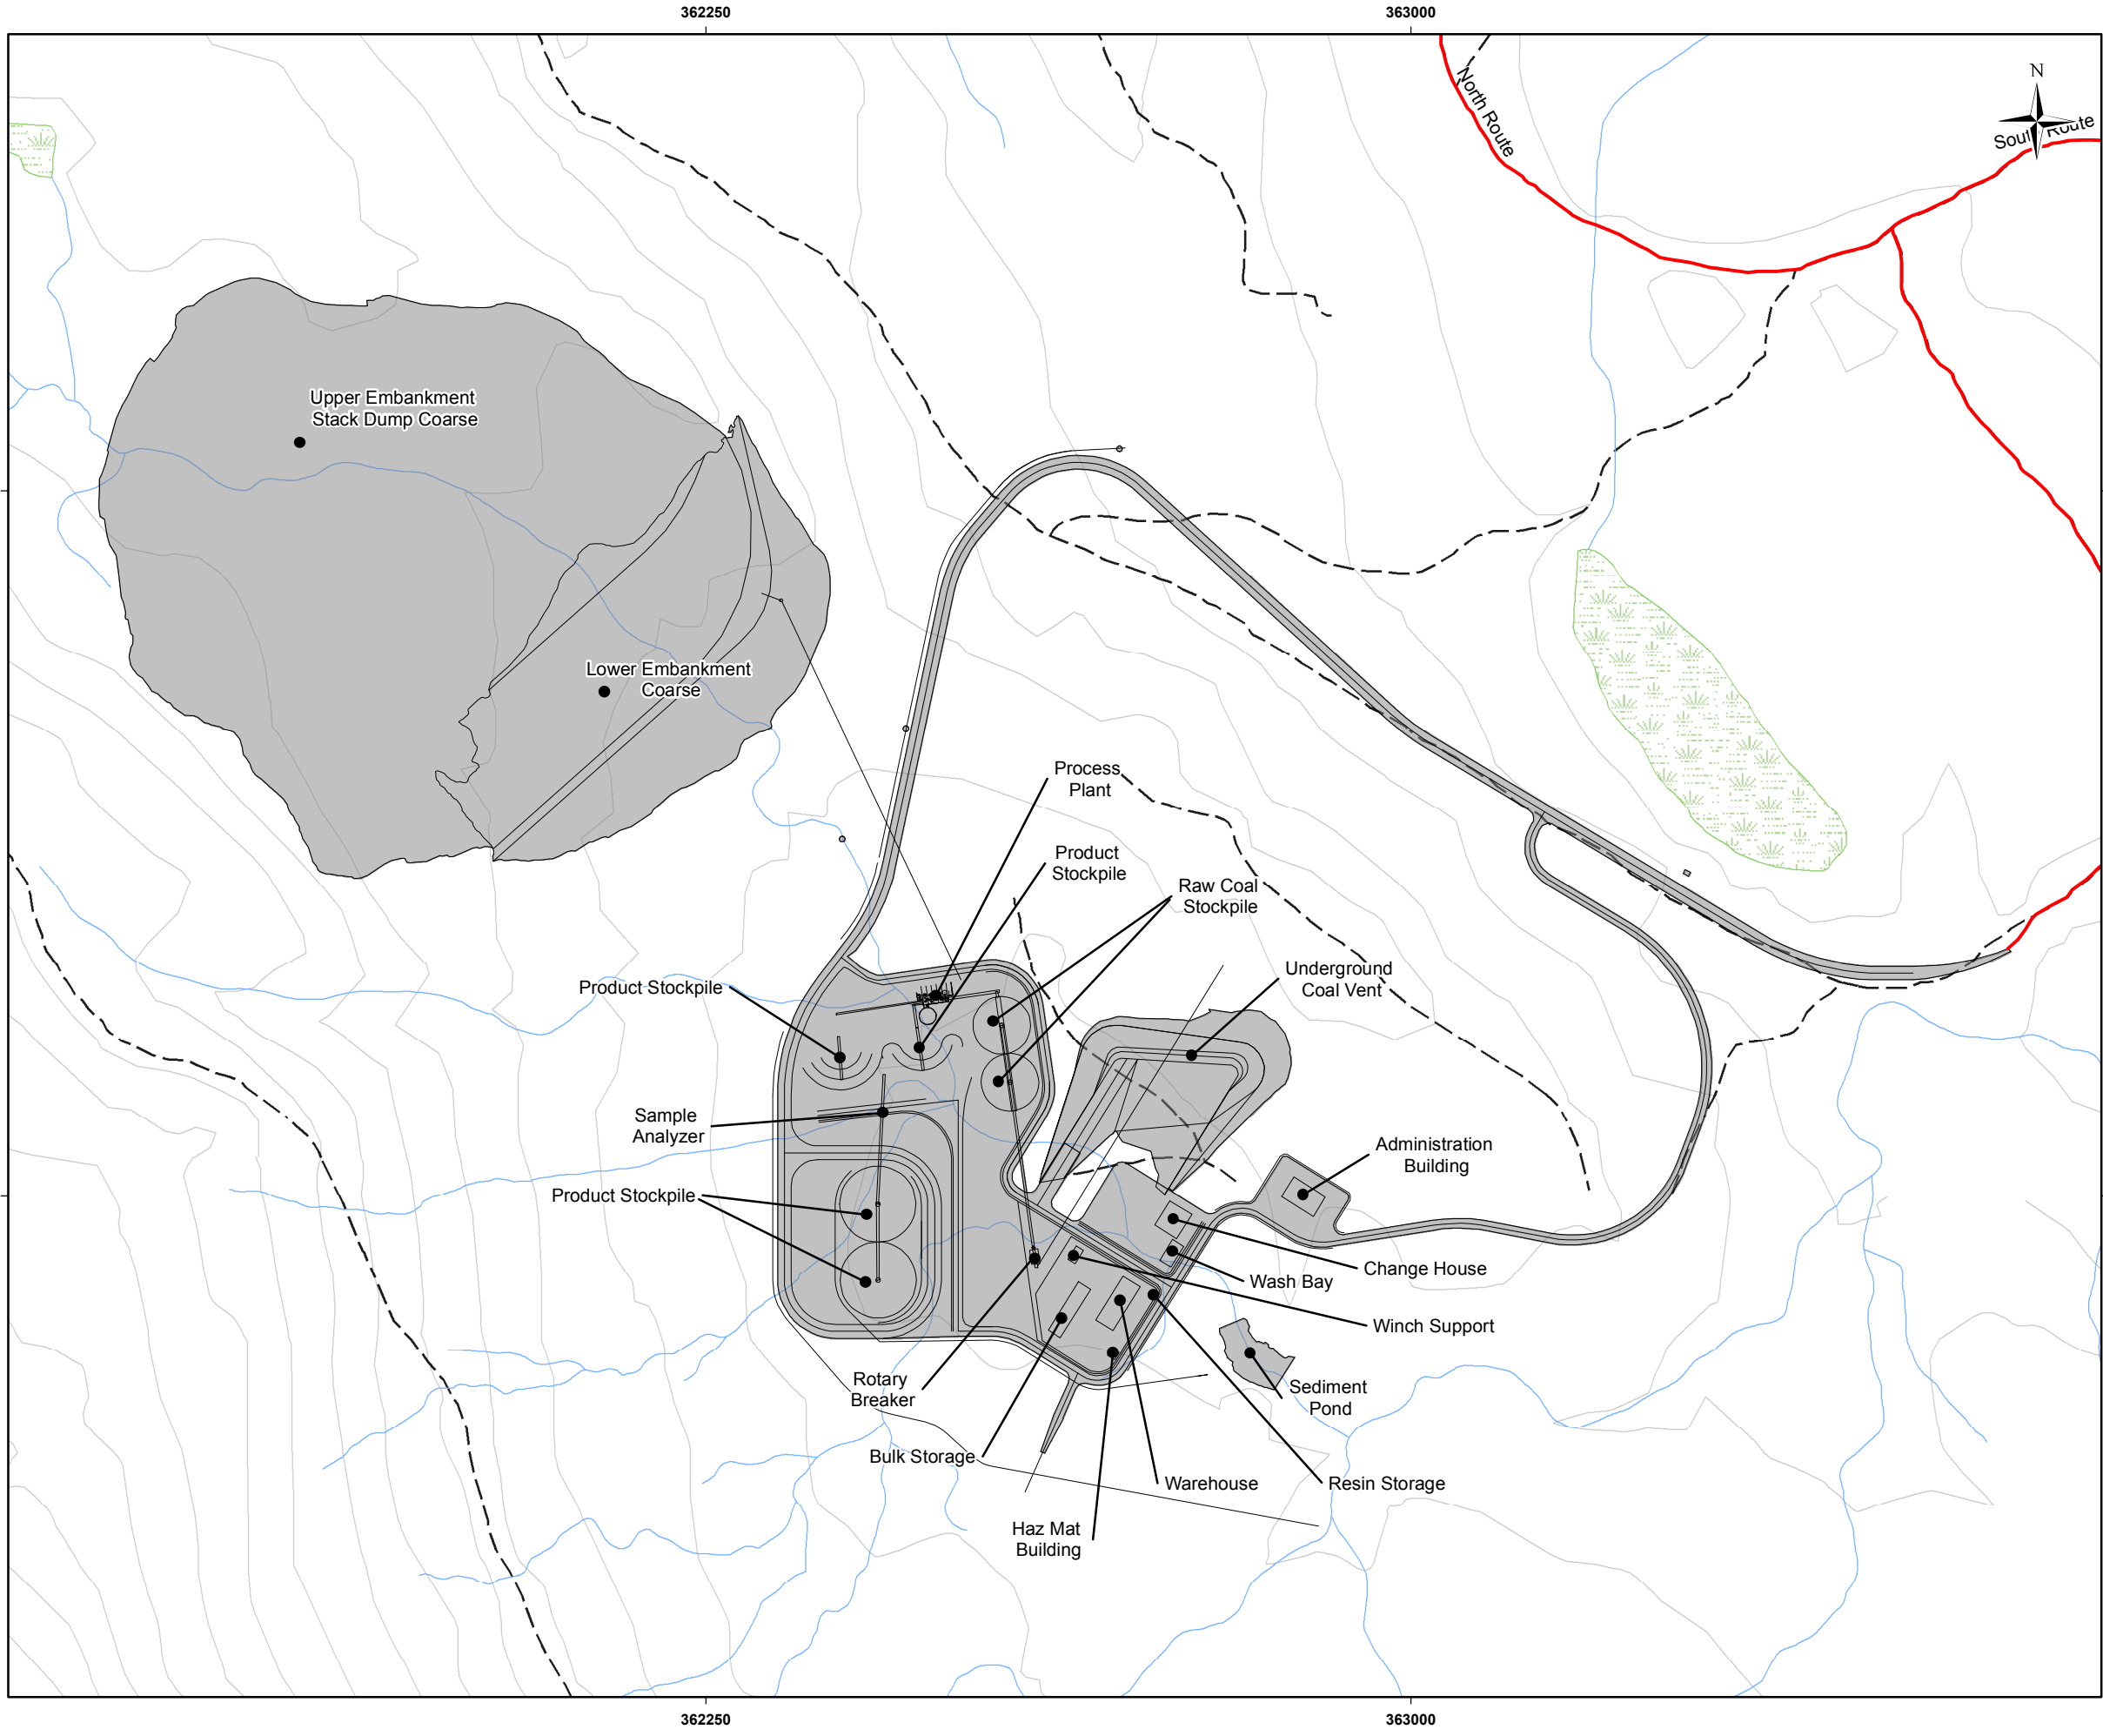 362250
363000
North Route
N
South Route
Upper Embankment
Stack Dump Coarse
Lower Embankment
Coarse
Process
Plant
Product
Stockpile
Raw Coal
Stockpile
Underground
Coal Vent
Product Stockpile
Sample
Analyzer
Administration
Building
Product Stockpile
Change House
Wash Bay
Winch Support
Rotary
Breaker
Sediment
Pond
Bulk Storage
Warehouse
Resin Storage
Haz Mat
Building
362250
363000